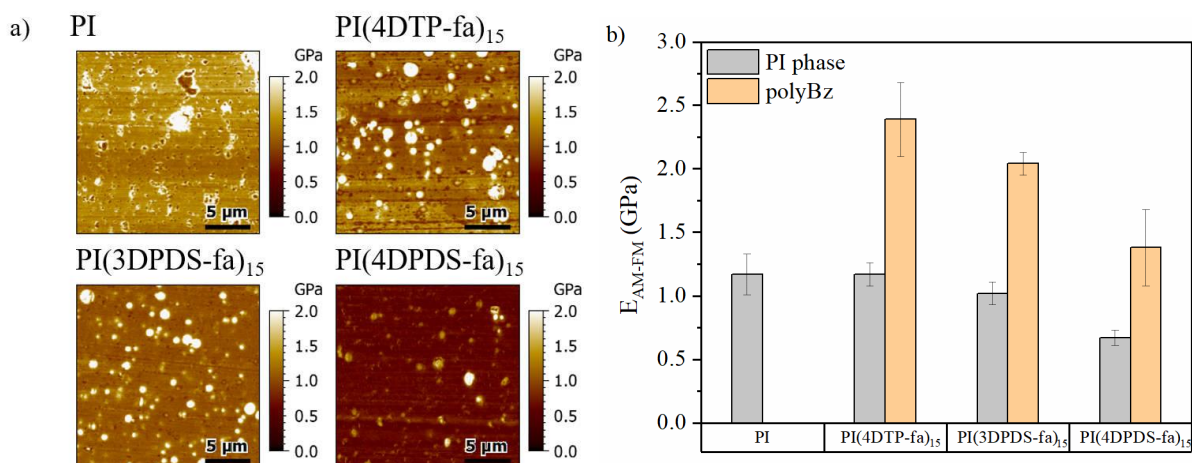 a)
PI
GPa
2.0
1.5
1.0
0.5
0.0
5 µm
PI(4DTP-fa)₁₅
GPa
2.0
1.5
1.0
0.5
0.0
5 µm
PI(3DPDS-fa)₁₅
GPa
2.0
1.5
1.0
0.5
0.0
5 µm
PI(4DPDS-fa)₁₅
GPa
2.0
1.5
1.0
0.5
0.0
5 µm
b)
E_AM-FM (GPa)
3.0
2.5
2.0
1.5
1.0
0.5
0.0
PI phase
polyBz
PI PI(4DTP-fa)₁₅ PI(3DPDS-fa)₁₅ PI(4DPDS-fa)₁₅